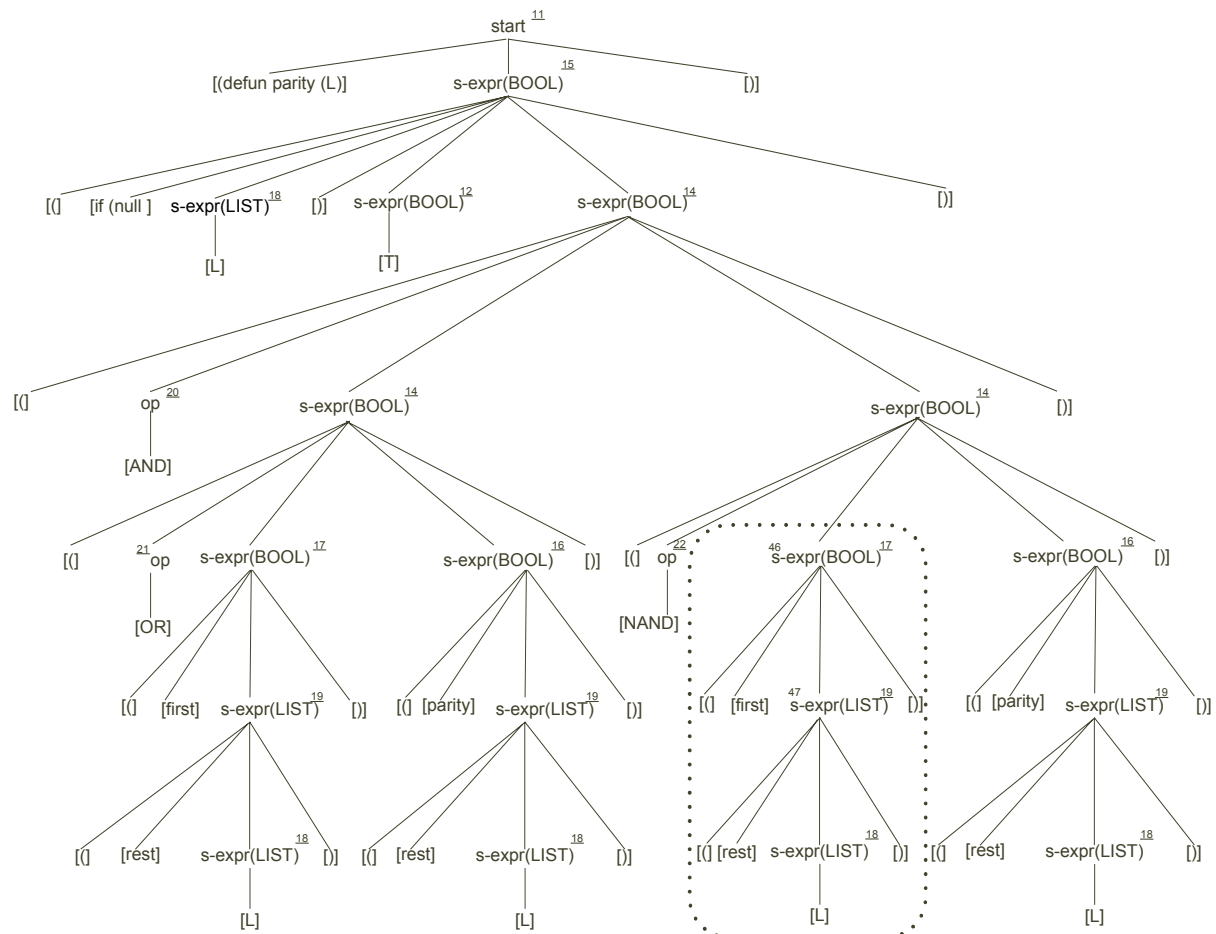 start 11
[(defun parity (L)] s-expr(BOOL) 15 [)]
[(] [if (null ] s-expr(LIST) 18 [)] s-expr(BOOL) 12 s-expr(BOOL) 14 [)]
[L] [T]
[(] op 20 s-expr(BOOL) 14 s-expr(BOOL) 14 [)]
[AND]
[(] 21 op s-expr(BOOL) 17 s-expr(BOOL) 16 [)] [(] op 22 46 s-expr(BOOL) 17 s-expr(BOOL) 16 [)]
[OR] [NAND]
[(] [first] s-expr(LIST) 19 [)] [(] [parity] s-expr(LIST) 19 [)] [(] [first] 47 s-expr(LIST) 19 [)] [(] [parity] s-expr(LIST) 19 [)]
[(] [rest] s-expr(LIST) 18 [)] [(] [rest] s-expr(LIST) 18 [)] [(] [rest] s-expr(LIST) 18 [)] [(] [rest] s-expr(LIST) 18 [)]
[L] [L] [L] [L]